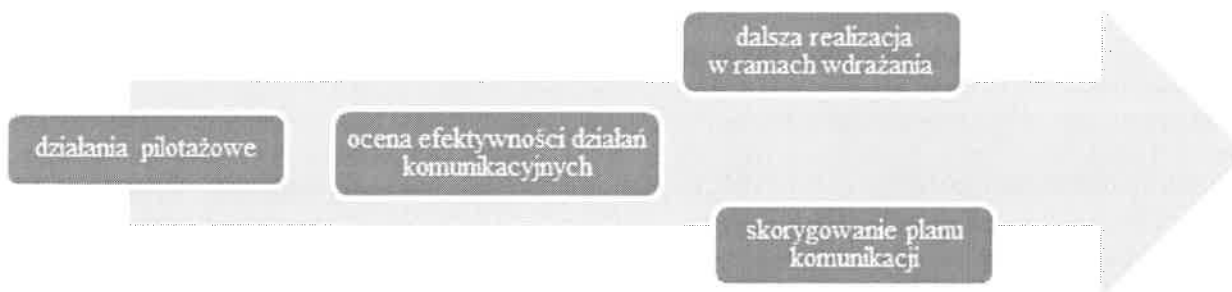 działania pilotażowe
ocena efektywności działań
komunikacyjnych
dalsza realizacja
w ramach wdrażania
skorygowanie planu
komunikacji